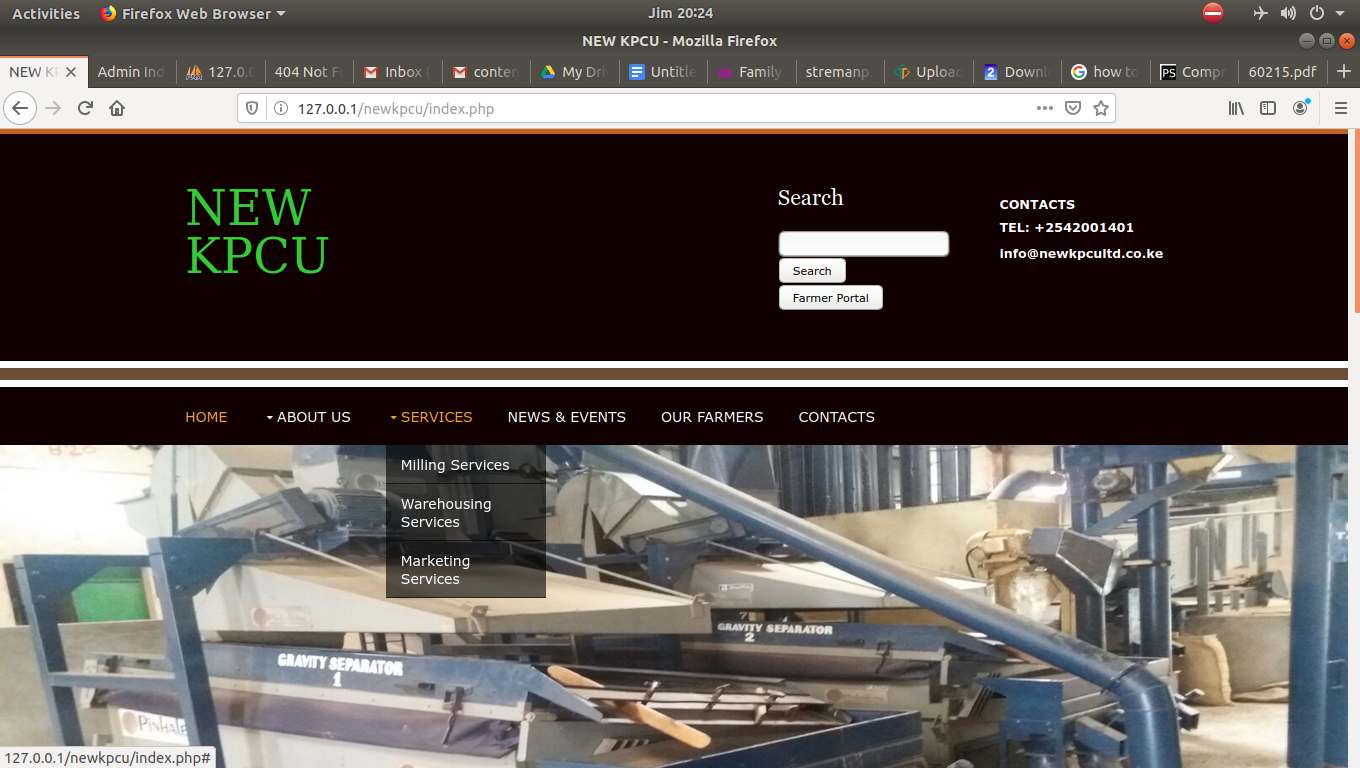 Activities Firefox Web Browser Jim 20:24
NEW KPCU - Mozilla Firefox
NEW KP Admin Ind 127.0.0 404 Not Fo Inbox ( conten My Driv Untitle Family stremanp. Upload Downl how to Compr 60215.pdf
127.0.0.1/newkpcu/index.php
NEW
KPCU
Search
Search
Farmer Portal
CONTACTS
TEL: +2542001401
info@newkpcultd.co.ke
HOME ABOUT US SERVICES NEWS & EVENTS OUR FARMERS CONTACTS
Milling Services
Warehousing
Services
Marketing
Services
GRAVITY SEPARATOR
2
GRAVITY SEPARATOR
1
127.0.0.1/newkpcu/index.php#